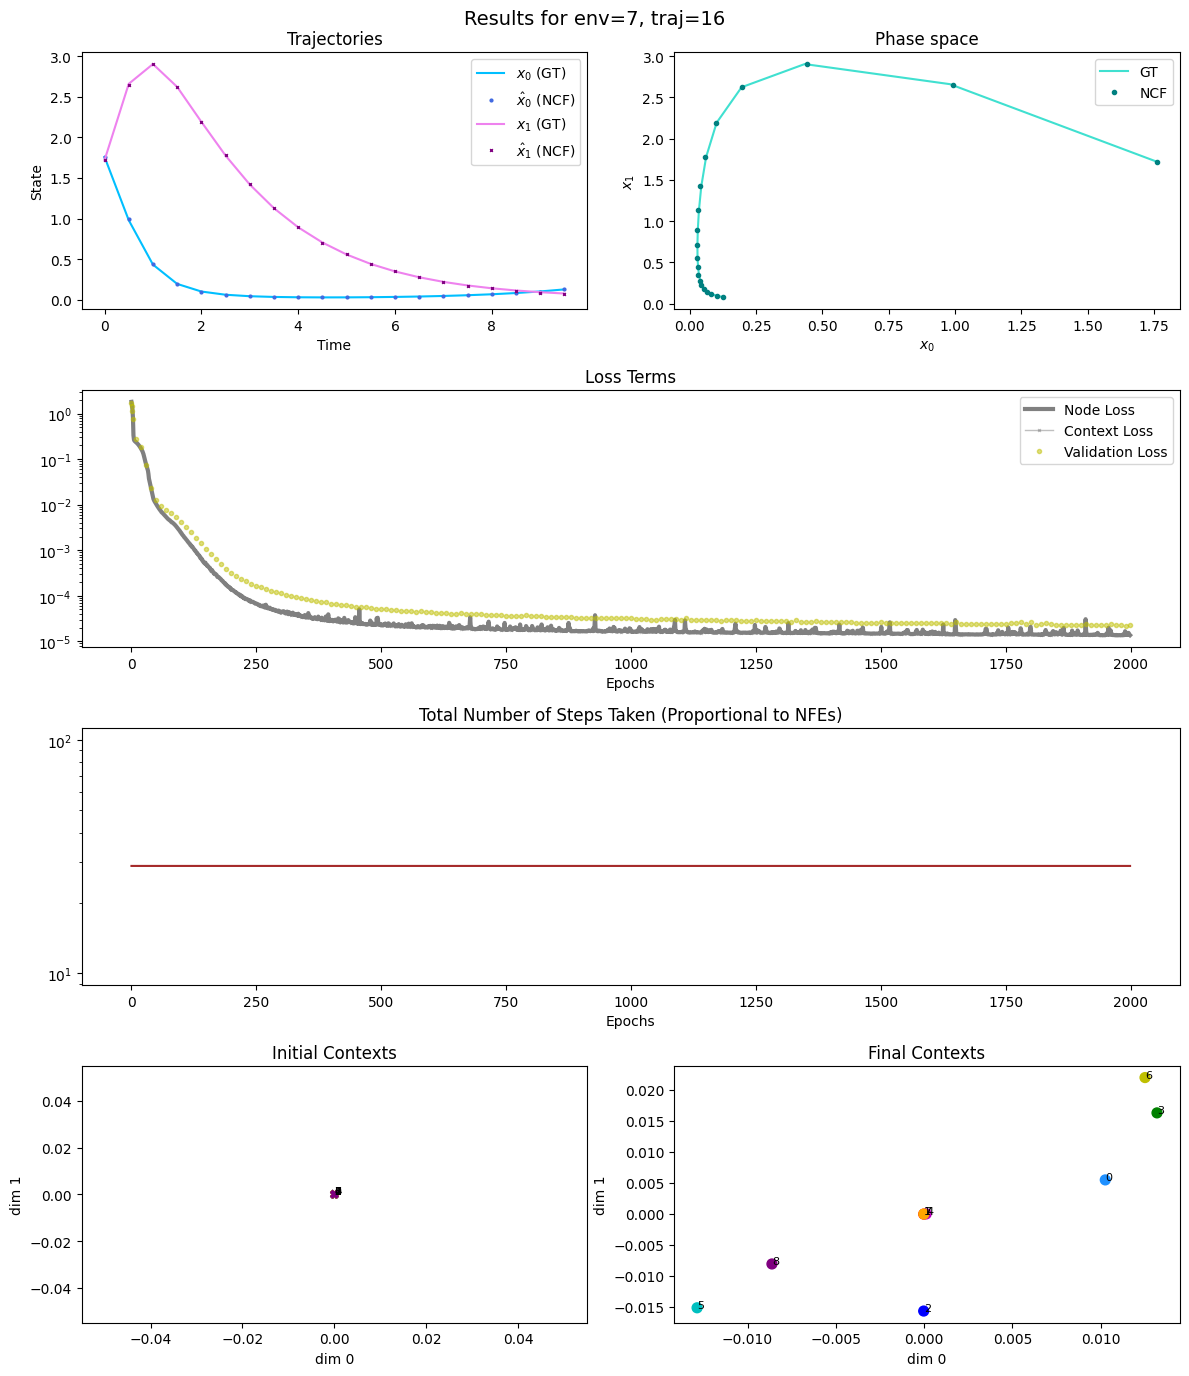 Results for env=7, traj=16
Trajectories
x₀ (GT)
x̂₀ (NCF)
x₁ (GT)
x̂₁ (NCF)
State
3.0
2.5
2.0
1.5
1.0
0.5
0.0
0 2 4 6 8
Time
Phase space
GT
NCF
x₁
3.0
2.5
2.0
1.5
1.0
0.5
0.0
0.00 0.25 0.50 0.75 1.00 1.25 1.50 1.75
x₀
Loss Terms
Node Loss
Context Loss
Validation Loss
10⁰
10⁻¹
10⁻²
10⁻³
10⁻⁴
10⁻⁵
0 250 500 750 1000 1250 1500 1750 2000
Epochs
Total Number of Steps Taken (Proportional to NFEs)
10²
10¹
0 250 500 750 1000 1250 1500 1750 2000
Epochs
Initial Contexts
dim 1
0.04
0.02
0.00
−0.02
−0.04
−0.04 −0.02 0.00 0.02 0.04
dim 0
Final Contexts
dim 1
0.020
0.015
0.010
0.005
0.000
−0.005
−0.010
−0.015
6
3
0
4
8
2
5
−0.010 −0.005 0.000 0.005 0.010
dim 0